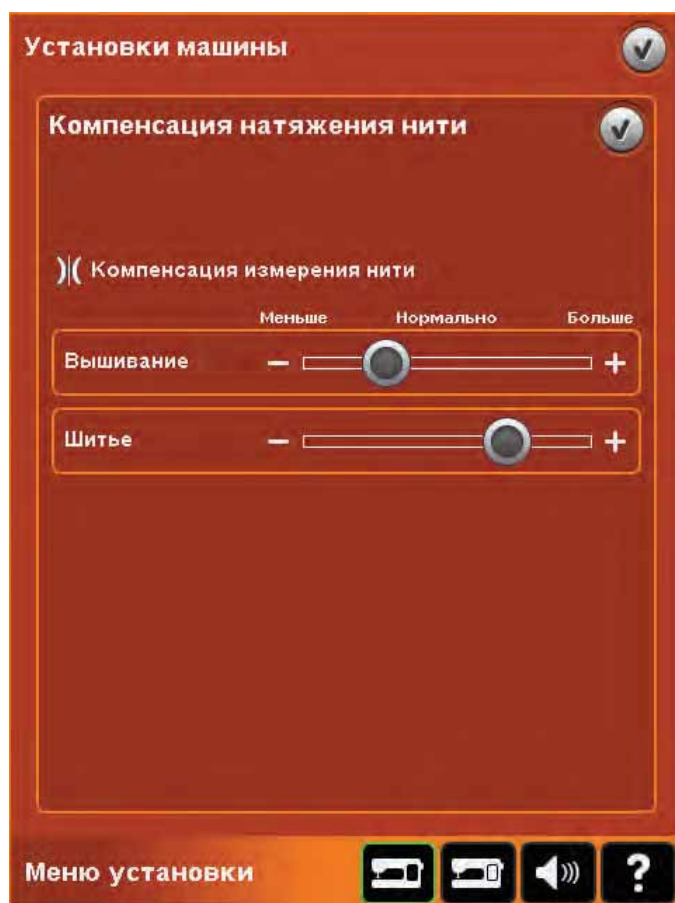 Установки машины
Компенсация натяжения нити
Компенсация измерения нити
Меньше Нормально Больше
Вышивание − +
Шитье − +
Меню установки ?